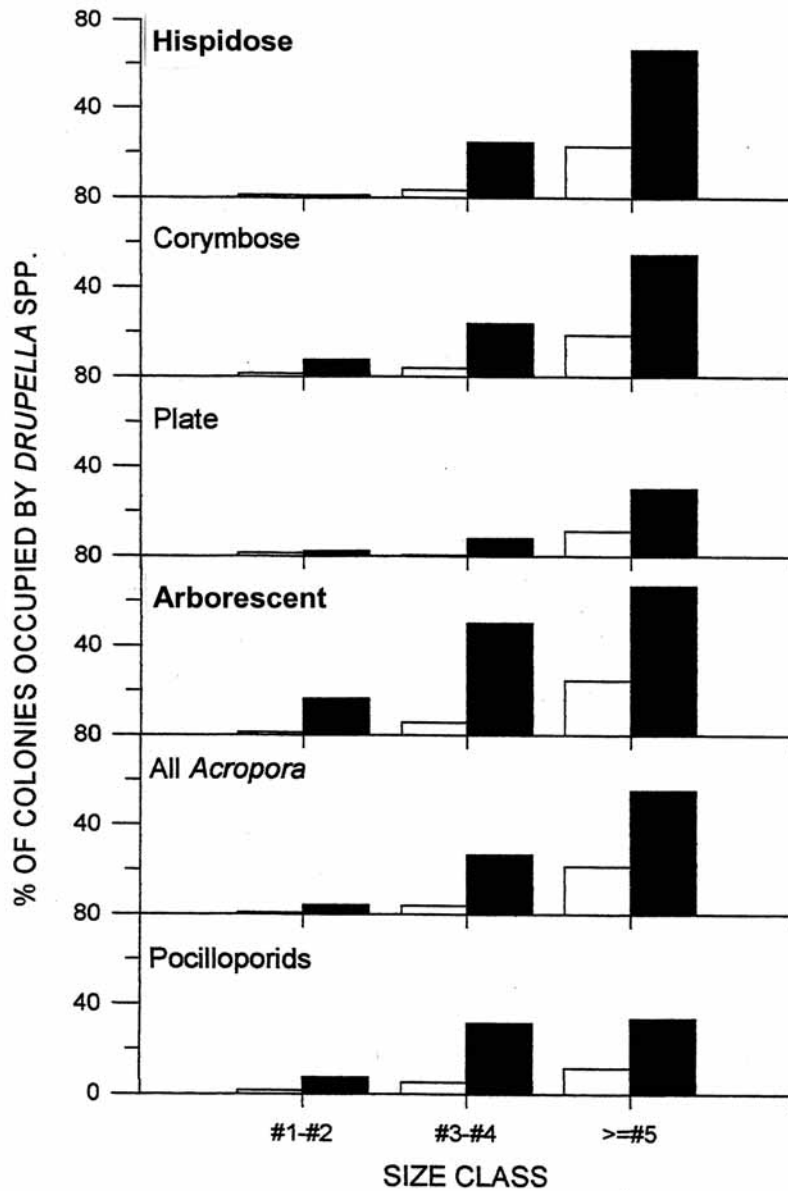 % OF COLONIES OCCUPIED BY DRUPELLA SPP.
80
Hispidose
40
80
Corymbose
40
80
Plate
40
80
Arborescent
40
80
All Acropora
40
80
Pocilloporids
40
0
#1-#2 #3-#4 >=#5
SIZE CLASS